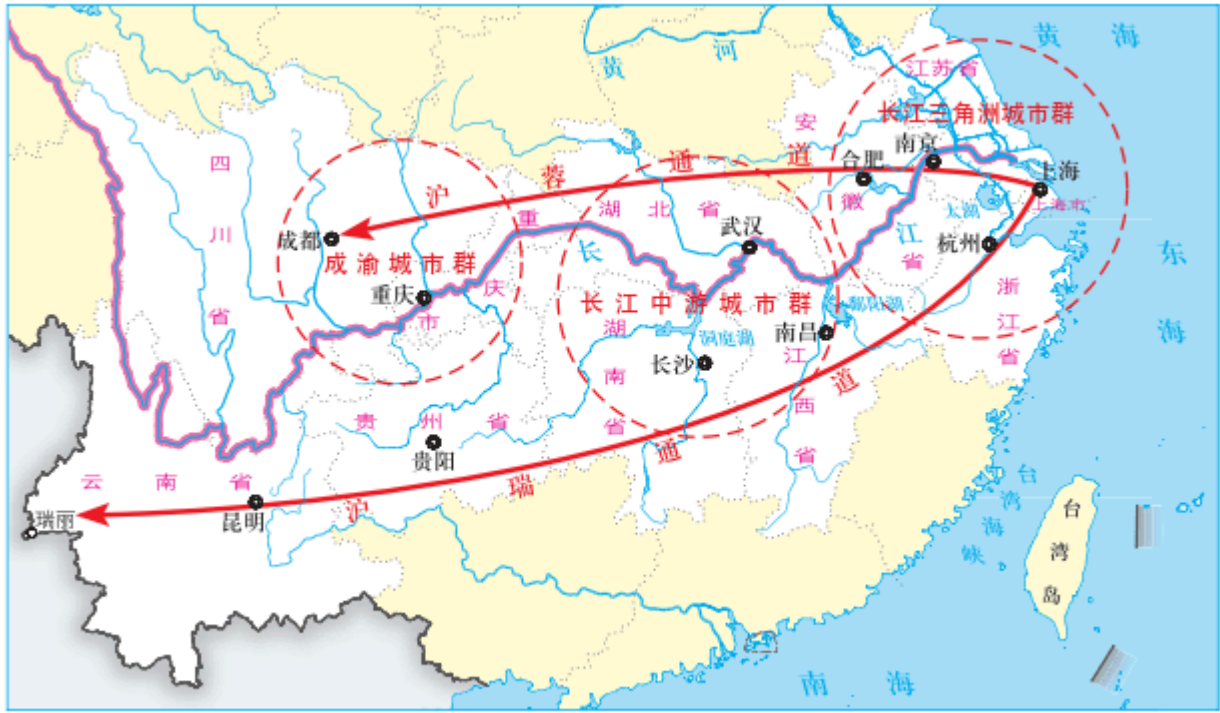 黄海
黄河
江苏省
长江三角洲城市群
安徽省
南京
合肥
上海
上海市
太湖
杭州
东海
浙江省
沪蓉通道
四川省
成都
成渝城市群
重庆
重庆市
湖北省
武汉
长江
长江中游城市群
鄱阳湖
洞庭湖
南昌
长沙
湖南省
江西省
贵州省
贵阳
沪瑞通道
云南省
昆明
瑞丽
台湾海峡
台湾岛
南海